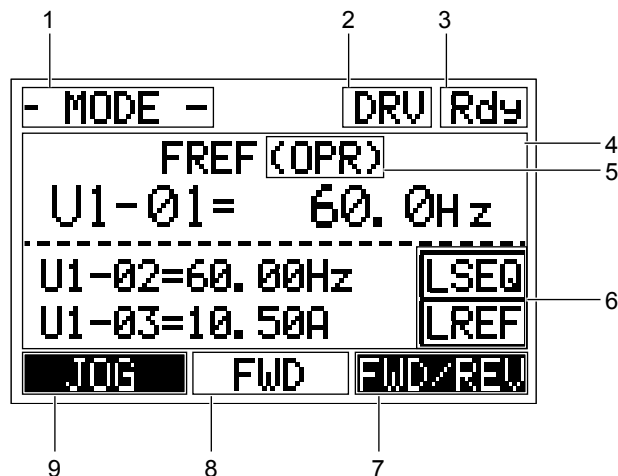 1 2 3
- MODE - DRV Rdy
4
FREF (OPR)
5
U1-01= 60.0Hz
U1-02=60.00Hz LSEQ
6
U1-03=10.50A LREF
JOG FWD FWD/REV
9 8 7